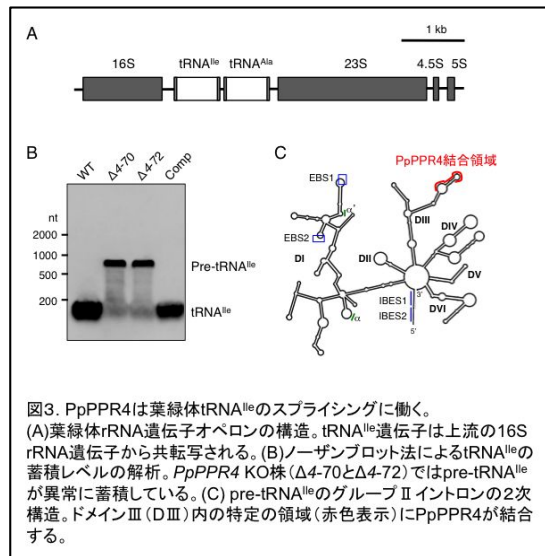 A
1 kb
16S
tRNAIle
tRNAAla
23S
4.5S
5S
B
WT
Δ4-70
Δ4-72
Comp
nt
2000
1000
500
200
Pre-tRNAIle
tRNAIle
C
PpPPR4結合領域
EBS1
α'
EBS2
DI
α
DII
DIII
DIV
DV
DVI
3'
IBES1
IBES2
5'
図3. PpPPR4は葉緑体tRNAIleのスプライシングに働く。
(A)葉緑体rRNA遺伝子オペロンの構造。tRNAIle遺伝子は上流の16S
rRNA遺伝子から共転写される。(B)ノーザンブロット法によるtRNAIleの
蓄積レベルの解析。PpPPR4 KO株(Δ4-70とΔ4-72)ではpre-tRNAIle
が異常に蓄積している。(C) pre-tRNAIleのグループⅡイントロンの2次
構造。ドメインⅢ(DⅢ)内の特定の領域(赤色表示)にPpPPR4が結合
する。